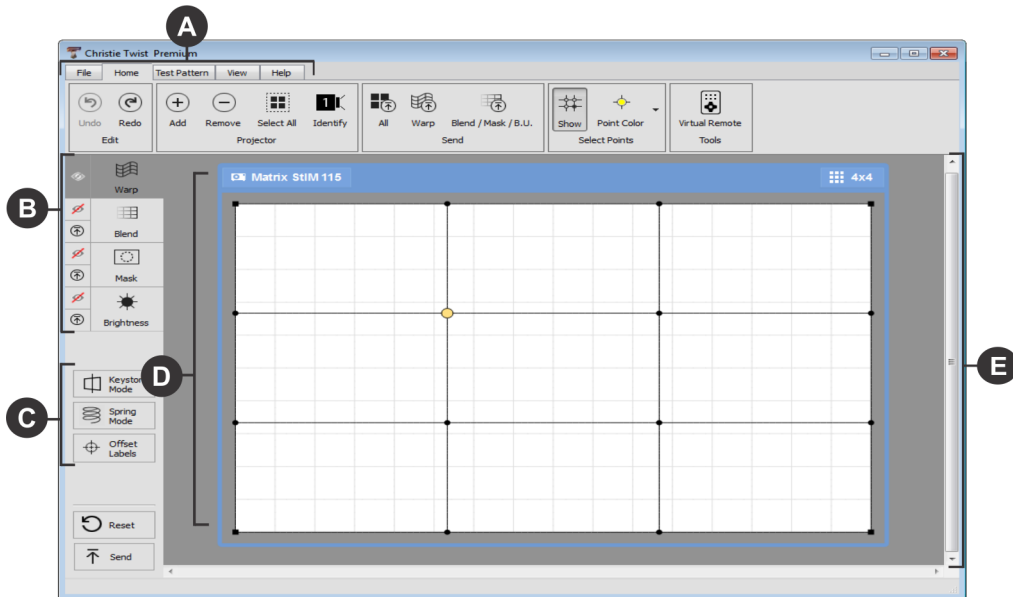 A
Christie Twist Premium
File Home Test Pattern View Help
Undo Redo Add Remove Select All Identify All Warp Blend / Mask / B.U. Show Point Color Virtual Remote
Edit Projector Send Select Points Tools
Warp
Matrix StIM 115 4x4
B
Blend
Mask
Brightness
D
E
C
Keyston
Mode
Spring
Mode
Offset
Labels
Reset
Send